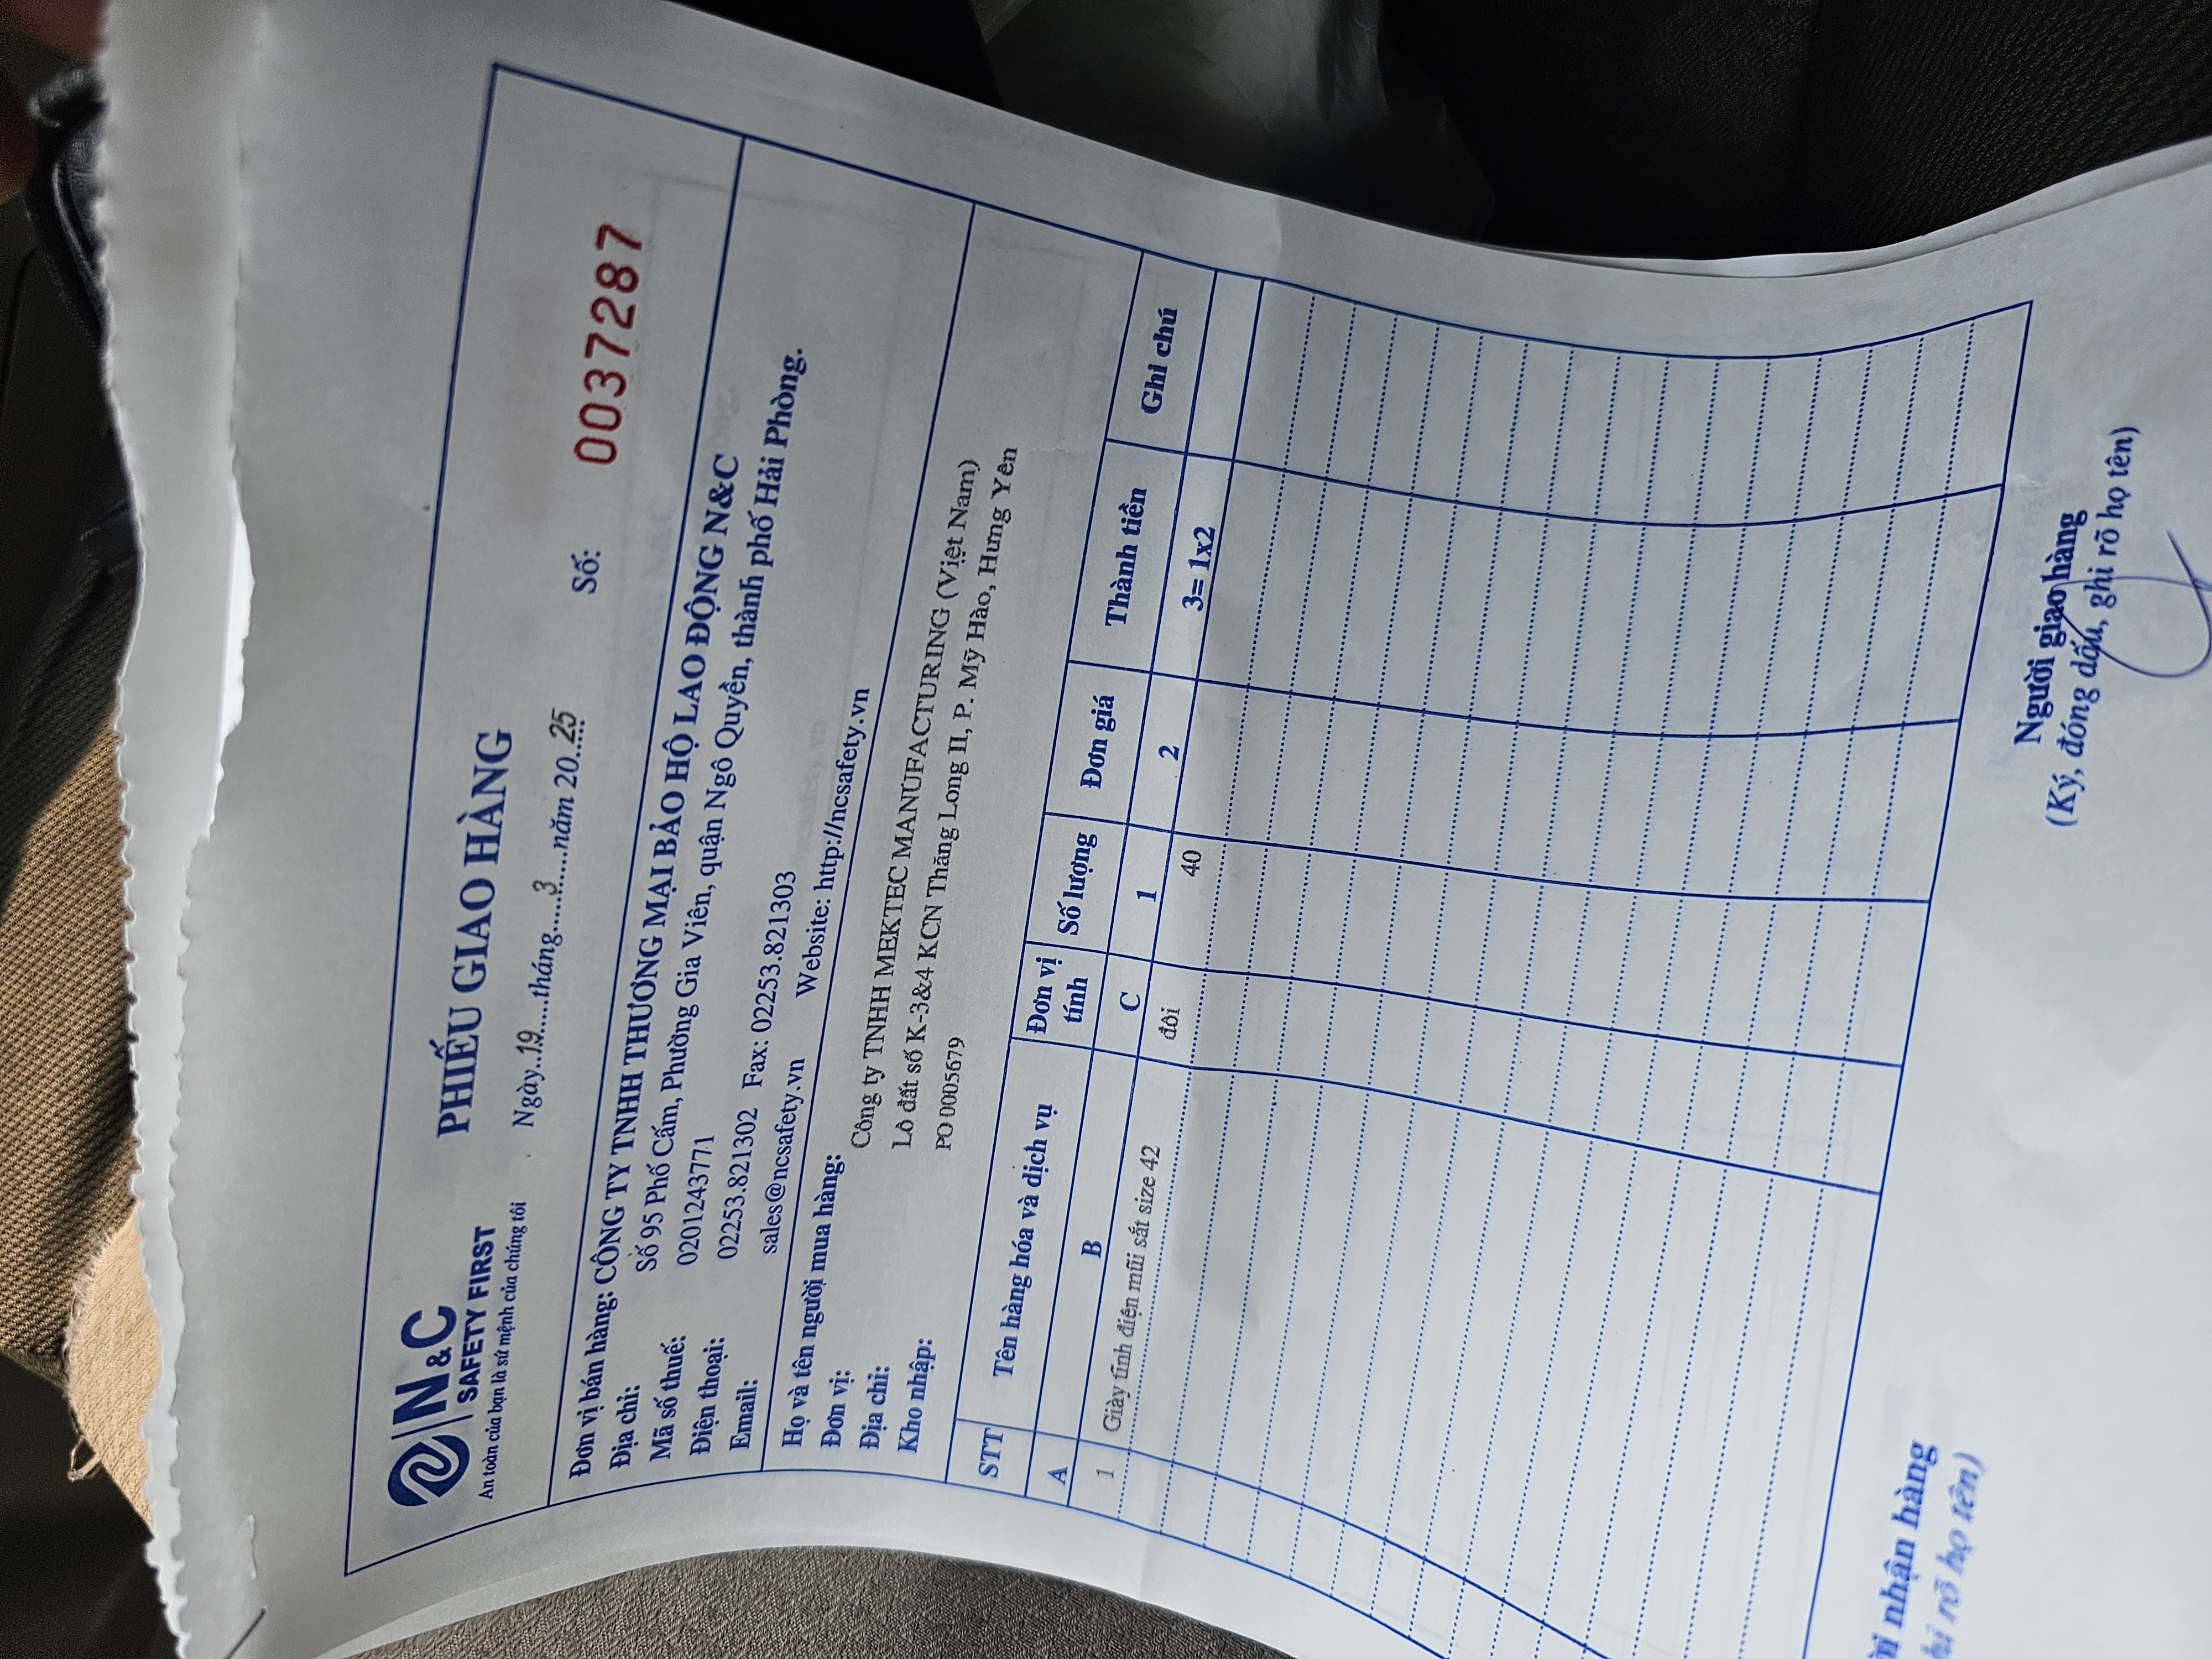 N&C
SAFETY FIRST
An toàn của bạn là sứ mệnh của chúng tôi
PHIẾU GIAO HÀNG
Ngày..19.....tháng.....3......năm 20..25...
Số: 0037287
Đơn vị bán hàng: CÔNG TY TNHH THƯƠNG MẠI BẢO HỘ LAO ĐỘNG N&C
Địa chỉ: Số 95 Phố Cấm, Phường Gia Viên, quận Ngô Quyền, thành phố Hải Phòng.
Mã số thuế: 0201243771
Điện thoại: 02253.821302 Fax: 02253.821303
Email: sales@ncsafety.vn Website: http://ncsafety.vn
Họ và tên người mua hàng:
Đơn vị: Công ty TNHH MEKTEC MANUFACTURING (Việt Nam)
Địa chỉ: Lô đất số K-3&4 KCN Thăng Long II, P. Mỹ Hào, Hưng Yên
Kho nhập: PO 0005679
STT Tên hàng hóa và dịch vụ Đơn vị tính Số lượng Đơn giá Thành tiền Ghi chú
A B C 1 2 3= 1x2
1 Giày tĩnh điện mũi sắt size 42 đôi 40
nhận hàng Người giao hàng
rõ họ tên) (Ký, đóng dấu, ghi rõ họ tên)